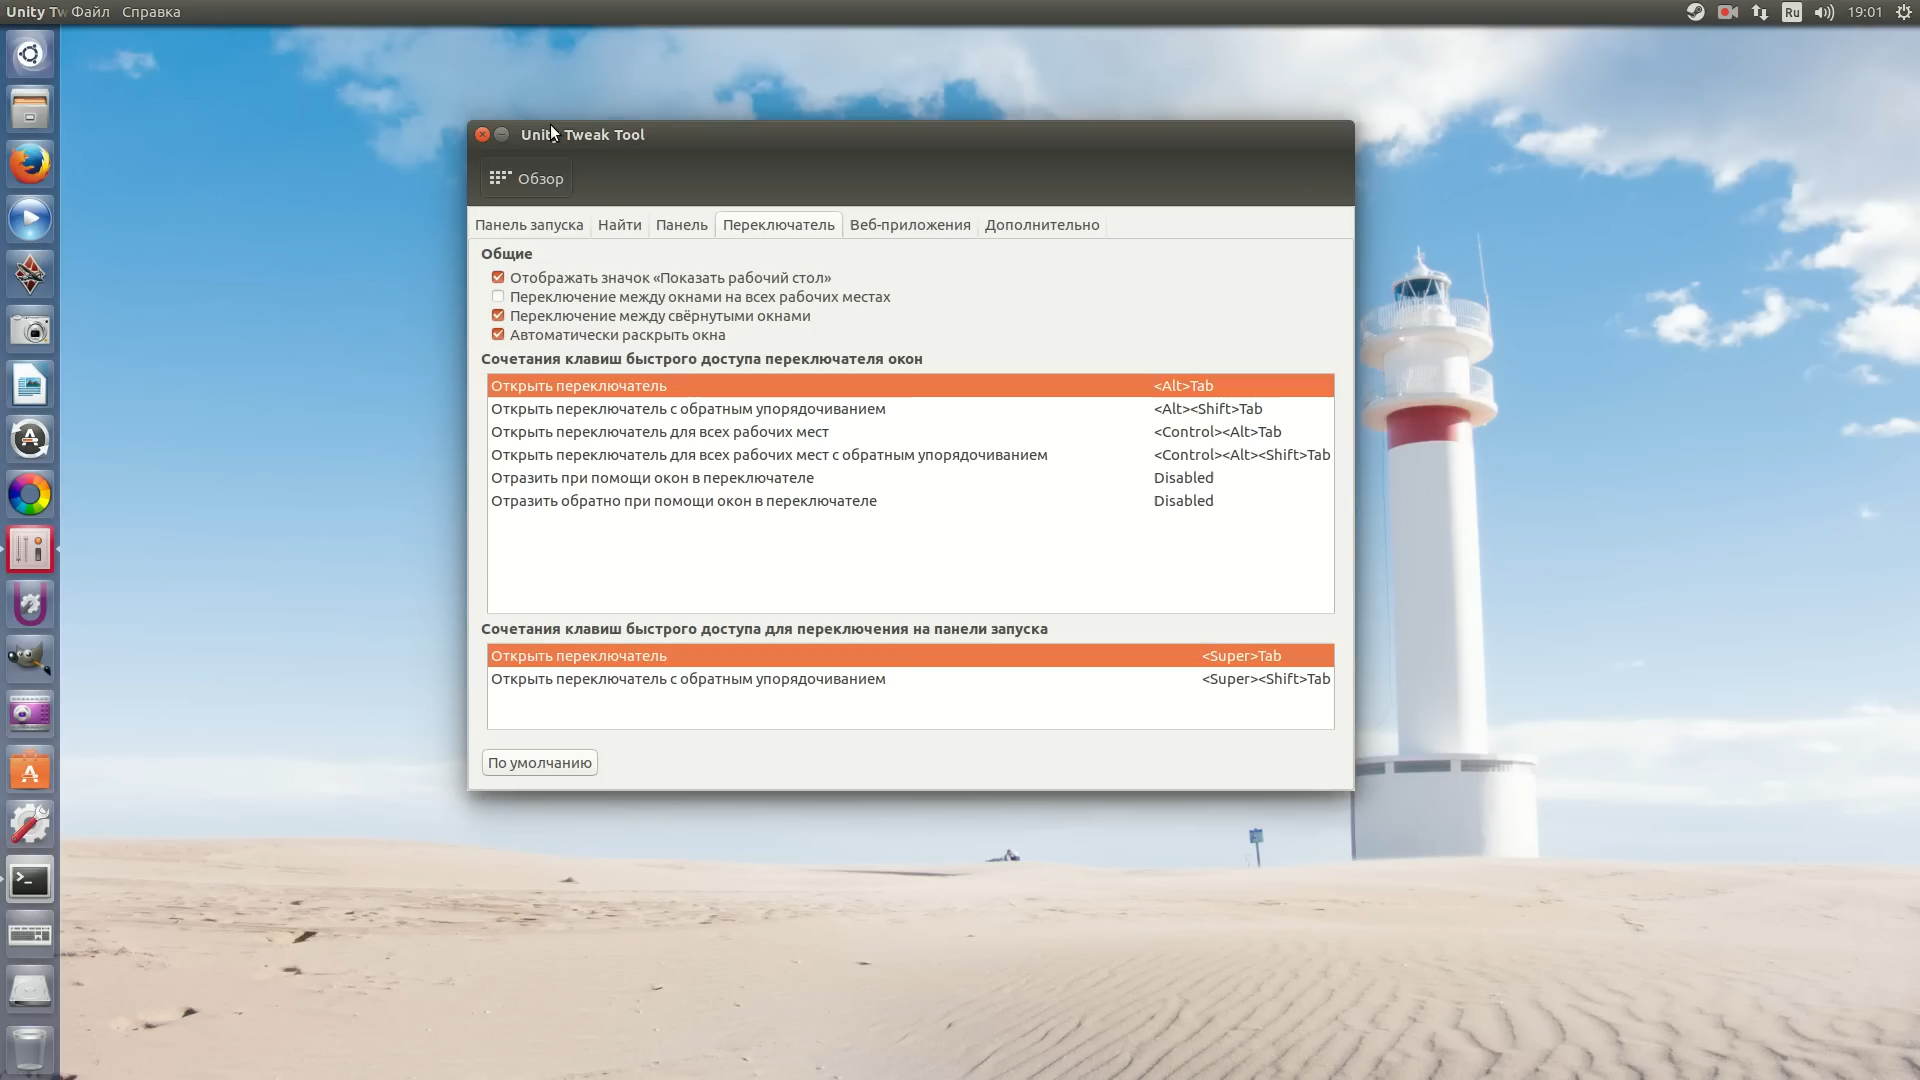 Unity Tw Файл Справка Ru 19:01
Unity Tweak Tool
Обзор
Панель запуска Найти Панель Переключатель Веб-приложения Дополнительно
Общие
Отображать значок «Показать рабочий стол»
Переключение между окнами на всех рабочих местах
Переключение между свёрнутыми окнами
Автоматически раскрыть окна
Сочетания клавиш быстрого доступа переключателя окон
Открыть переключатель <Alt>Tab
Открыть переключатель с обратным упорядочиванием <Alt><Shift>Tab
Открыть переключатель для всех рабочих мест <Control><Alt>Tab
Открыть переключатель для всех рабочих мест с обратным упорядочиванием <Control><Alt><Shift>Tab
Отразить при помощи окон в переключателе Disabled
Отразить обратно при помощи окон в переключателе Disabled
Сочетания клавиш быстрого доступа для переключения на панели запуска
Открыть переключатель <Super>Tab
Открыть переключатель с обратным упорядочиванием <Super><Shift>Tab
По умолчанию